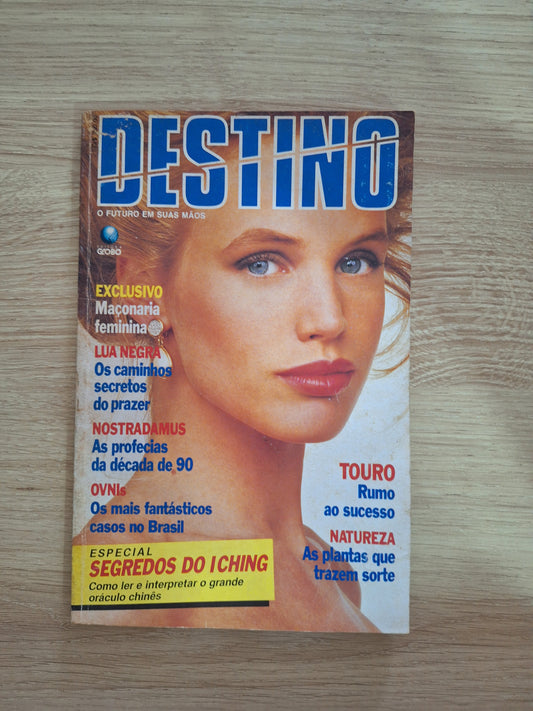 DESTINO
O FUTURO EM SUAS MÃOS
GLOBO
EXCLUSIVO
Maçonaria
feminina
LUA NEGRA
Os caminhos
secretos
do prazer
NOSTRADAMUS
As profecias
da década de 90
OVNIs
Os mais fantásticos
casos no Brasil
TOURO
Rumo
ao sucesso
NATUREZA
As plantas que
trazem sorte
ESPECIAL
SEGREDOS DO I CHING
Como ler e interpretar o grande
oráculo chinês